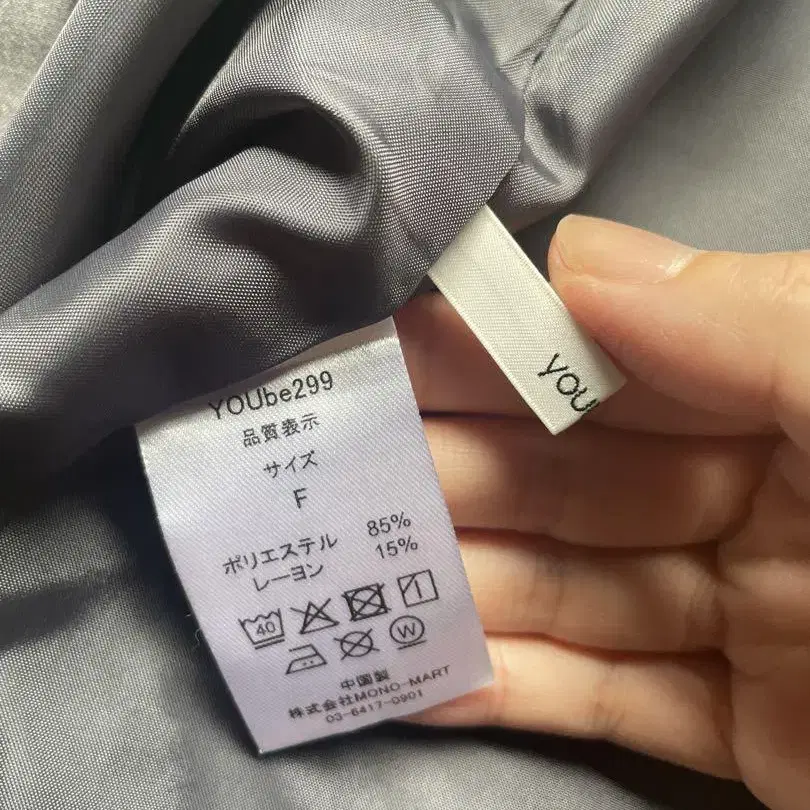 YOU
YOUbe299
品質表示
サイズ
F
ポリエステル 85%
レーヨン 15%
40
W
中国製
株式会社MONO-MART
03-6417-0901